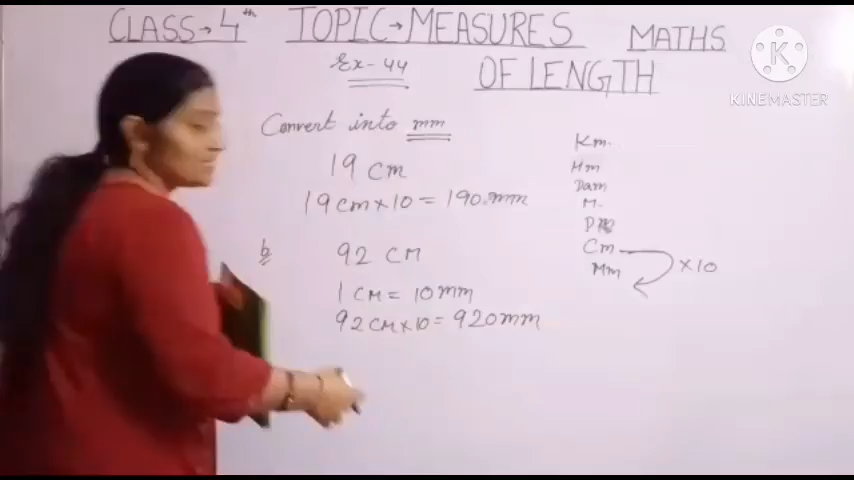 CLASS → 4th TOPIC → MEASURES MATHS
OF LENGTH
Ex - 44
Convert into mm
19 cm
19 cm × 10 = 190 mm
b 92 CM
1 CM = 10 mm
92 CM × 10 = 920 mm
Km.
Hm
Dam
M.
Cm
Mm
× 10
K
KINEMASTER